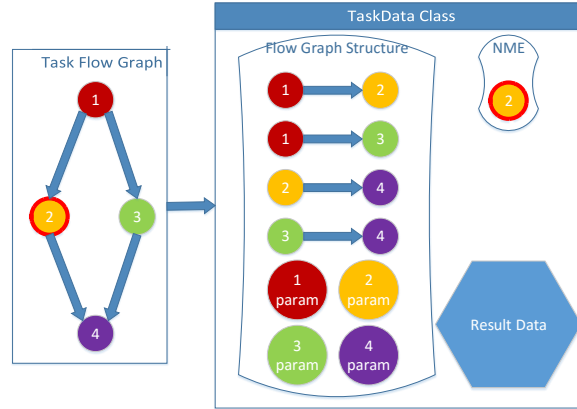 TaskData Class
Task Flow Graph
1
2
3
4
Flow Graph Structure
1 2
1 3
2 4
3 4
1
param
2
param
3
param
4
param
NME
2
Result Data